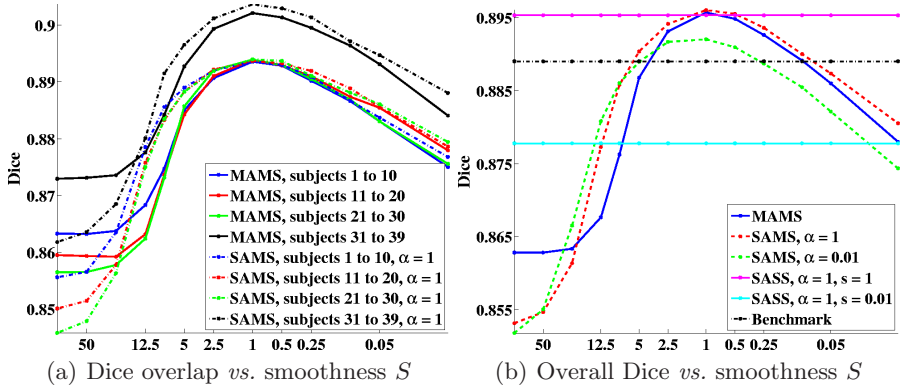 0.9
0.89
0.88
0.87
0.86
0.85
Dice
50 12.5 5 2.5 1 0.5 0.25 0.05
MAMS, subjects 1 to 10
MAMS, subjects 11 to 20
MAMS, subjects 21 to 30
MAMS, subjects 31 to 39
SAMS, subjects 1 to 10, α = 1
SAMS, subjects 11 to 20, α = 1
SAMS, subjects 21 to 30, α = 1
SAMS, subjects 31 to 39, α = 1
(a) Dice overlap vs. smoothness S
0.895
0.885
0.875
0.865
0.855
Dice
50 12.5 5 2.5 1 0.5 0.25 0.05
MAMS
SAMS, α = 1
SAMS, α = 0.01
SASS, α = 1, s = 1
SASS, α = 1, s = 0.01
Benchmark
(b) Overall Dice vs. smoothness S